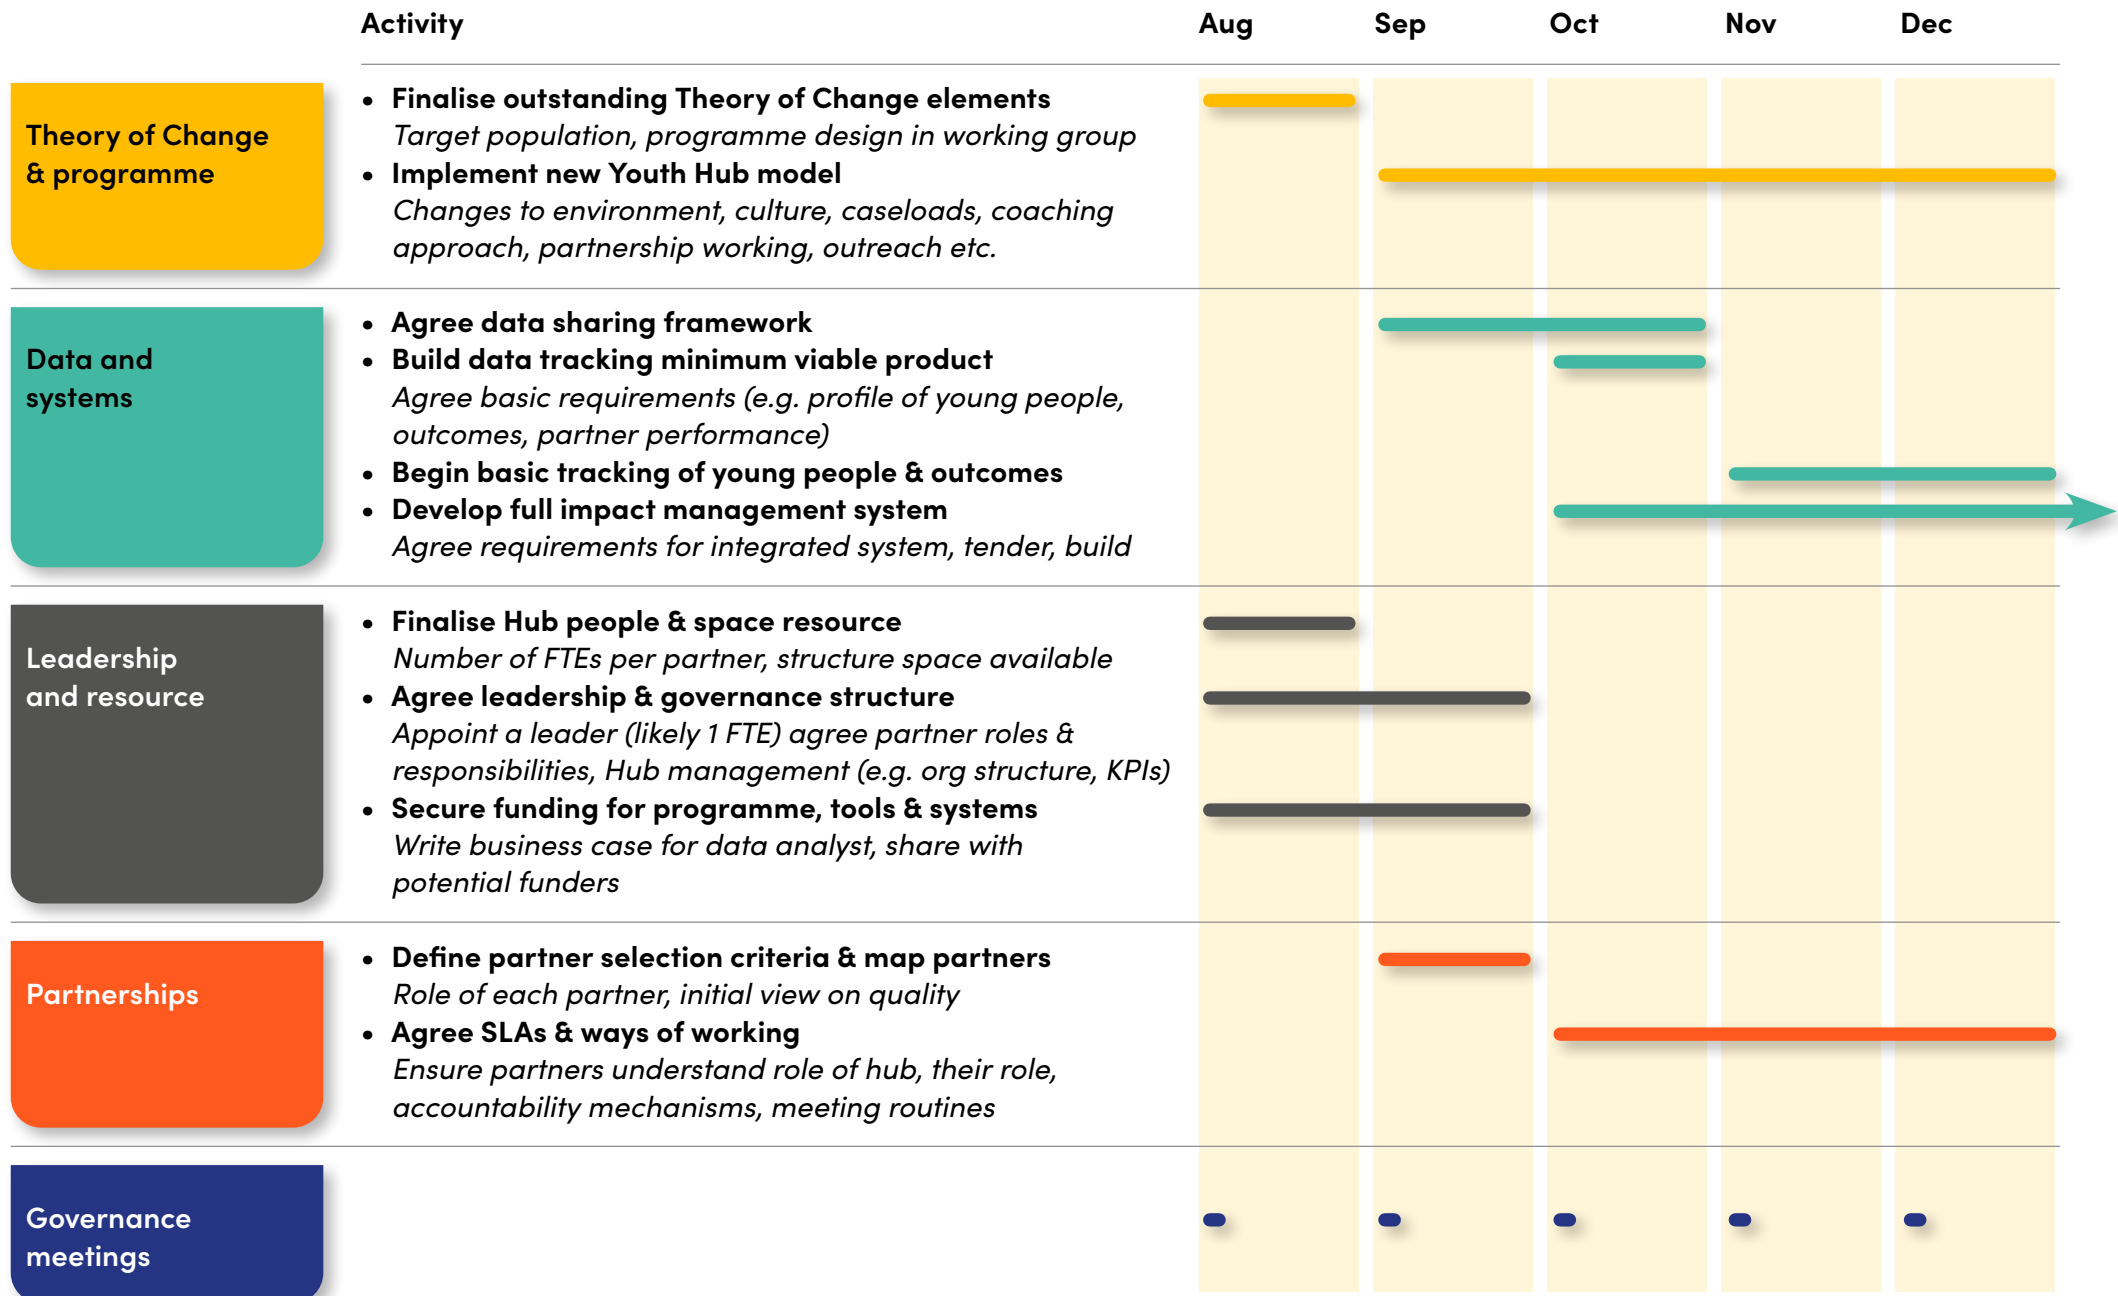 Activity Aug Sep Oct Nov Dec
Theory of Change
& programme
• Finalise outstanding Theory of Change elements
Target population, programme design in working group
• Implement new Youth Hub model
Changes to environment, culture, caseloads, coaching
approach, partnership working, outreach etc.
Data and
systems
• Agree data sharing framework
• Build data tracking minimum viable product
Agree basic requirements (e.g. profile of young people,
outcomes, partner performance)
• Begin basic tracking of young people & outcomes
• Develop full impact management system
Agree requirements for integrated system, tender, build
Leadership
and resource
• Finalise Hub people & space resource
Number of FTEs per partner, structure space available
• Agree leadership & governance structure
Appoint a leader (likely 1 FTE) agree partner roles &
responsibilities, Hub management (e.g. org structure, KPIs)
• Secure funding for programme, tools & systems
Write business case for data analyst, share with
potential funders
Partnerships
• Define partner selection criteria & map partners
Role of each partner, initial view on quality
• Agree SLAs & ways of working
Ensure partners understand role of hub, their role,
accountability mechanisms, meeting routines
Governance
meetings